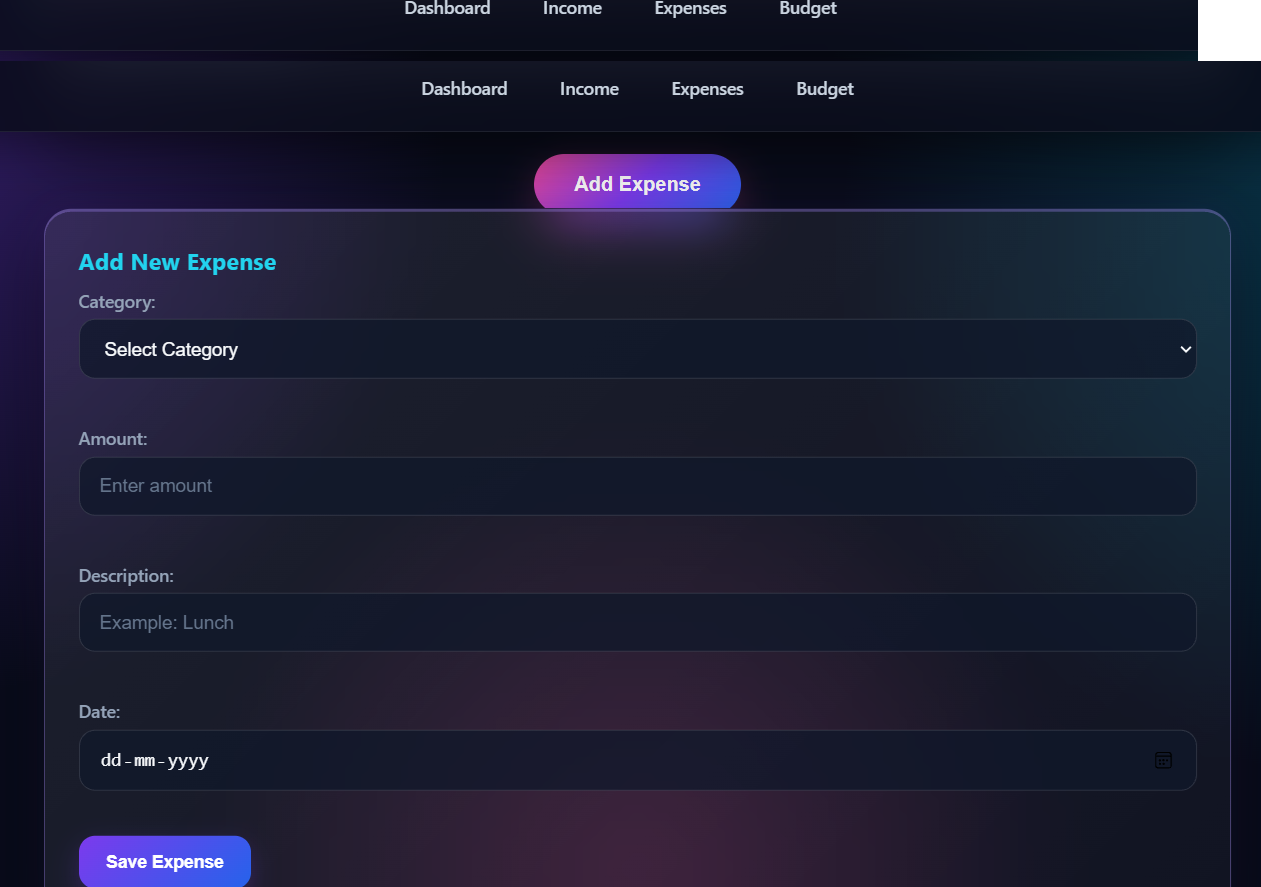 Dashboard Income Expenses Budget
Dashboard Income Expenses Budget
Add Expense
Add New Expense
Category:
Select Category
Amount:
Enter amount
Description:
Example: Lunch
Date:
dd-mm-yyyy
Save Expense